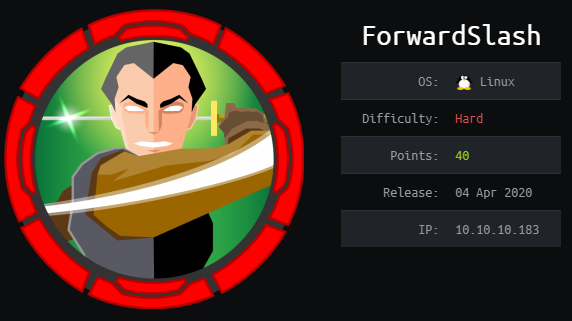 ForwardSlash
OS: Linux
Difficulty: Hard
Points: 40
Release: 04 Apr 2020
IP: 10.10.10.183